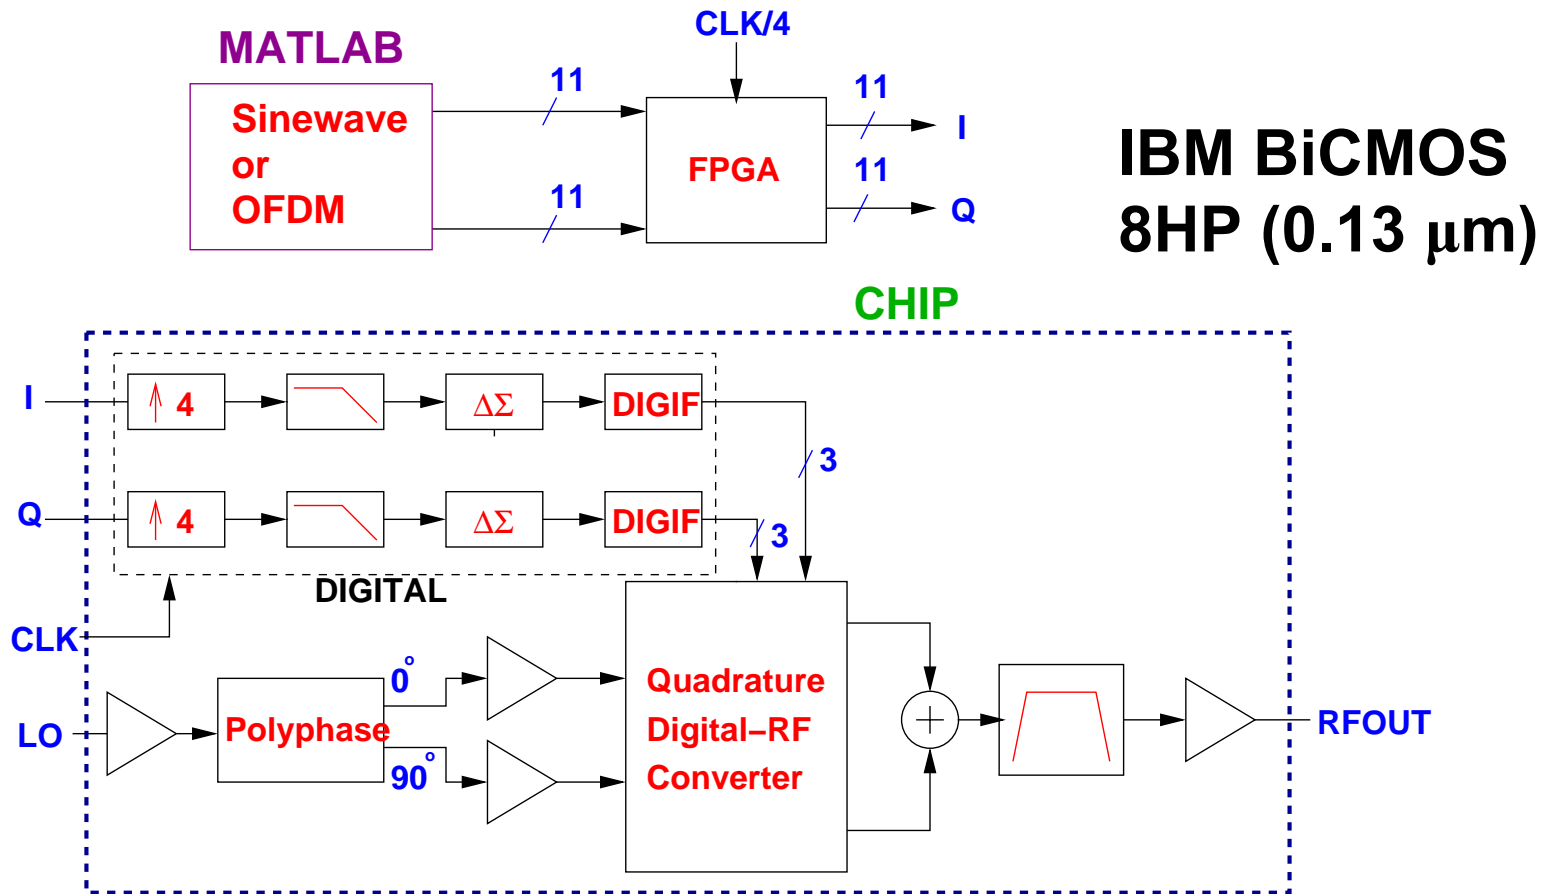 CLK/4
MATLAB
Sinewave
or
OFDM
11
11
FPGA
11
I
11
Q
IBM BiCMOS
8HP (0.13 μm)
CHIP
I
4
ΔΣ
DIGIF
3
Q
4
ΔΣ
DIGIF
3
DIGITAL
CLK
LO
Polyphase
0°
90°
Quadrature
Digital–RF
Converter
+
RFOUT